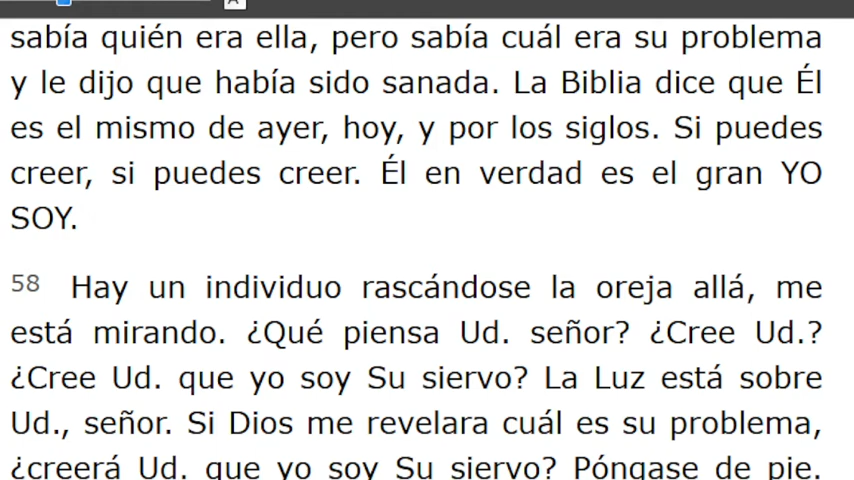 A
sabía quién era ella, pero sabía cuál era su problema
y le dijo que había sido sanada. La Biblia dice que Él
es el mismo de ayer, hoy, y por los siglos. Si puedes
creer, si puedes creer. Él en verdad es el gran YO
SOY.
58 Hay un individuo rascándose la oreja allá, me
está mirando. ¿Qué piensa Ud. señor? ¿Cree Ud.?
¿Cree Ud. que yo soy Su siervo? La Luz está sobre
Ud., señor. Si Dios me revelara cuál es su problema,
¿creerá Ud. que yo soy Su siervo? Póngase de pie.